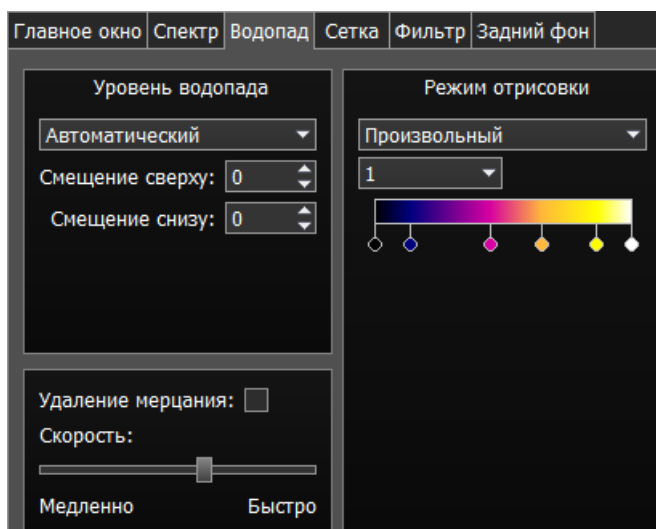 Главное окно Спектр Водопад Сетка Фильтр Задний фон
Уровень водопада
Автоматический
Смещение сверху: 0
Смещение снизу: 0
Режим отрисовки
Произвольный
1
Удаление мерцания:
Скорость:
Медленно Быстро